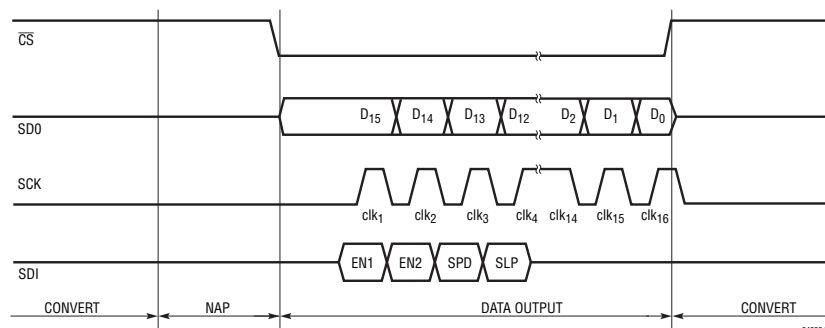 CS
SD0
D15 D14 D13 D12 D2 D1 D0
SCK
clk1 clk2 clk3 clk4 clk14 clk15 clk16
SDI
EN1 EN2 SPD SLP
CONVERT NAP DATA OUTPUT CONVERT